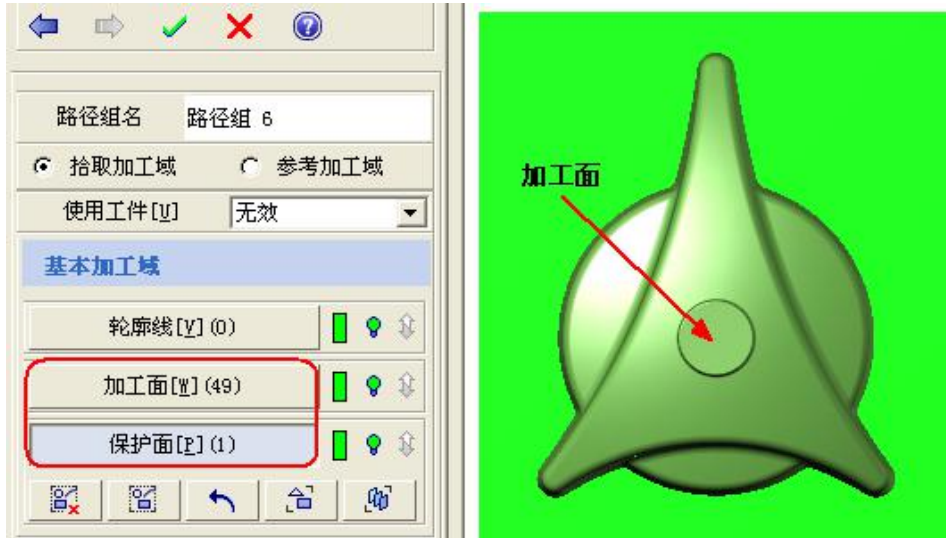 路径组名 路径组 6
拾取加工域 参考加工域
使用工件[U] 无效
基本加工域
轮廓线[V](0)
加工面[W](49)
保护面[P](1)
加工面